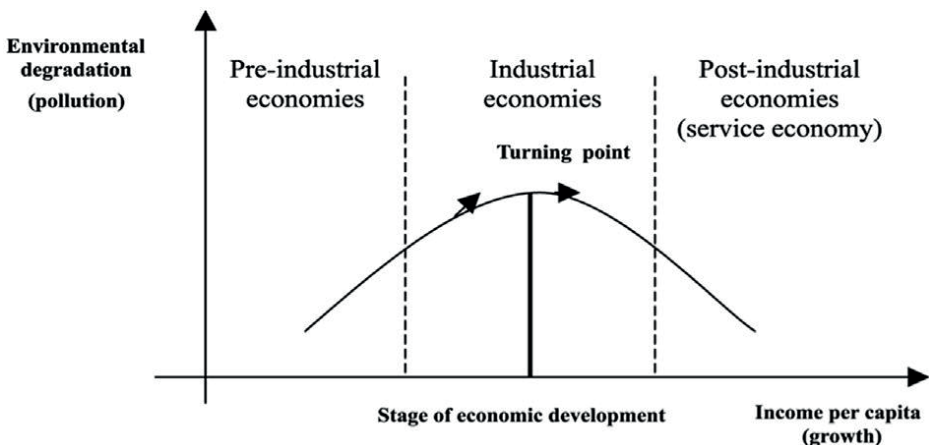 Environmental
degradation
(pollution)
Pre-industrial
economies
Industrial
economies
Post-industrial
economies
(service economy)
Turning point
Stage of economic development
Income per capita
(growth)